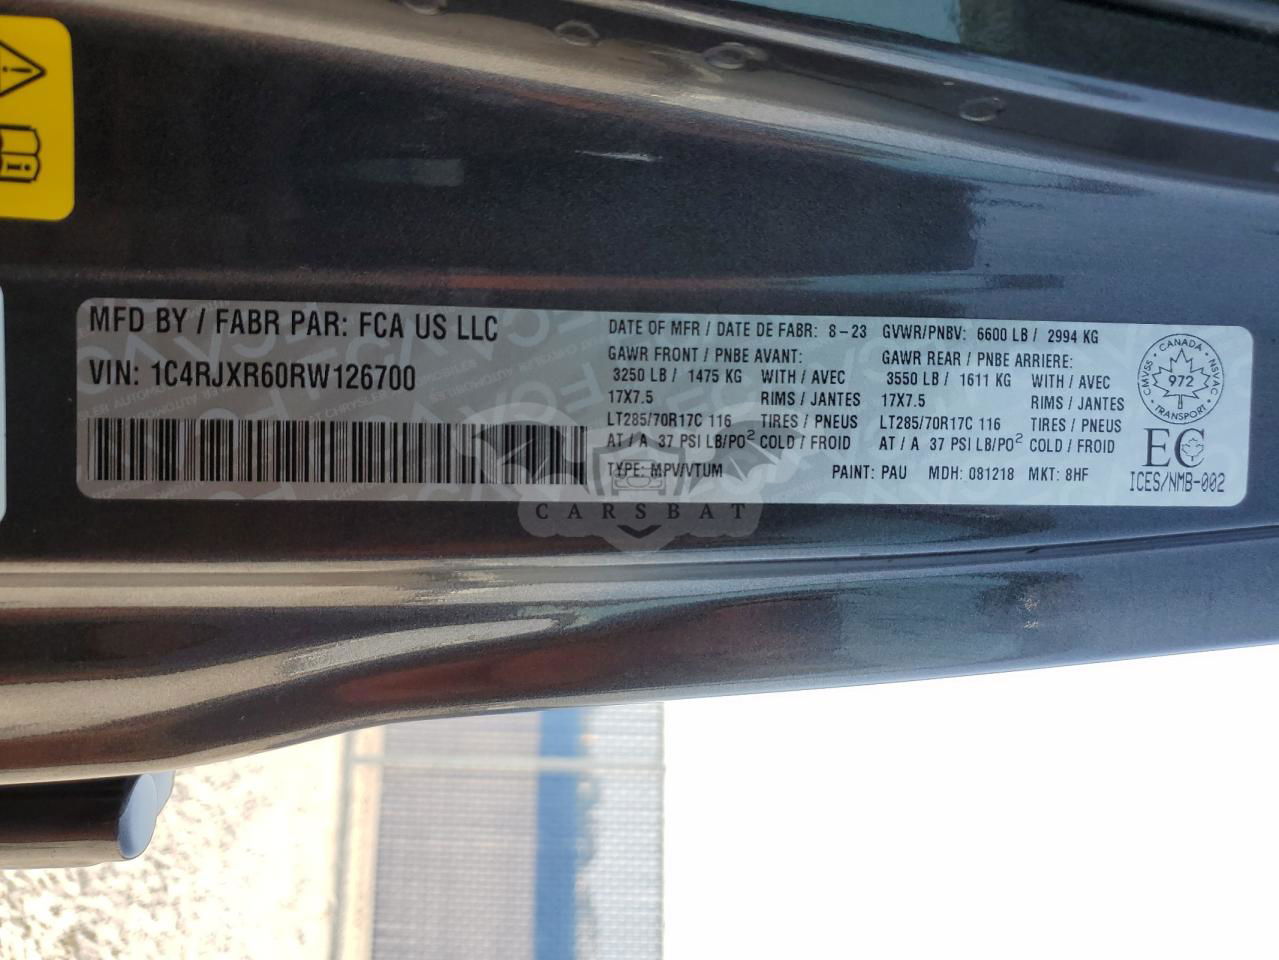 MFD BY / FABR PAR: FCA US LLC
VIN: 1C4RJXR60RW126700
DATE OF MFR / DATE DE FABR: 8-23 GVWR/PNBV: 6600 LB / 2994 KG
GAWR FRONT / PNBE AVANT: GAWR REAR / PNBE ARRIERE:
3250 LB / 1475 KG WITH / AVEC 3550 LB / 1611 KG WITH / AVEC
17X7.5 RIMS / JANTES 17X7.5 RIMS / JANTES
LT285/70R17C 116 TIRES / PNEUS LT285/70R17C 116 TIRES / PNEUS
AT / A 37 PSI LB/PO² COLD / FROID AT / A 37 PSI LB/PO² COLD / FROID
TYPE: MPV/VTUM PAINT: PAU MDH: 081218 MKT: 8HF
CANADA
CMVSS 972 NSVAC
TRANSPORT
EC
ICES/NMB-002
CARSBAT